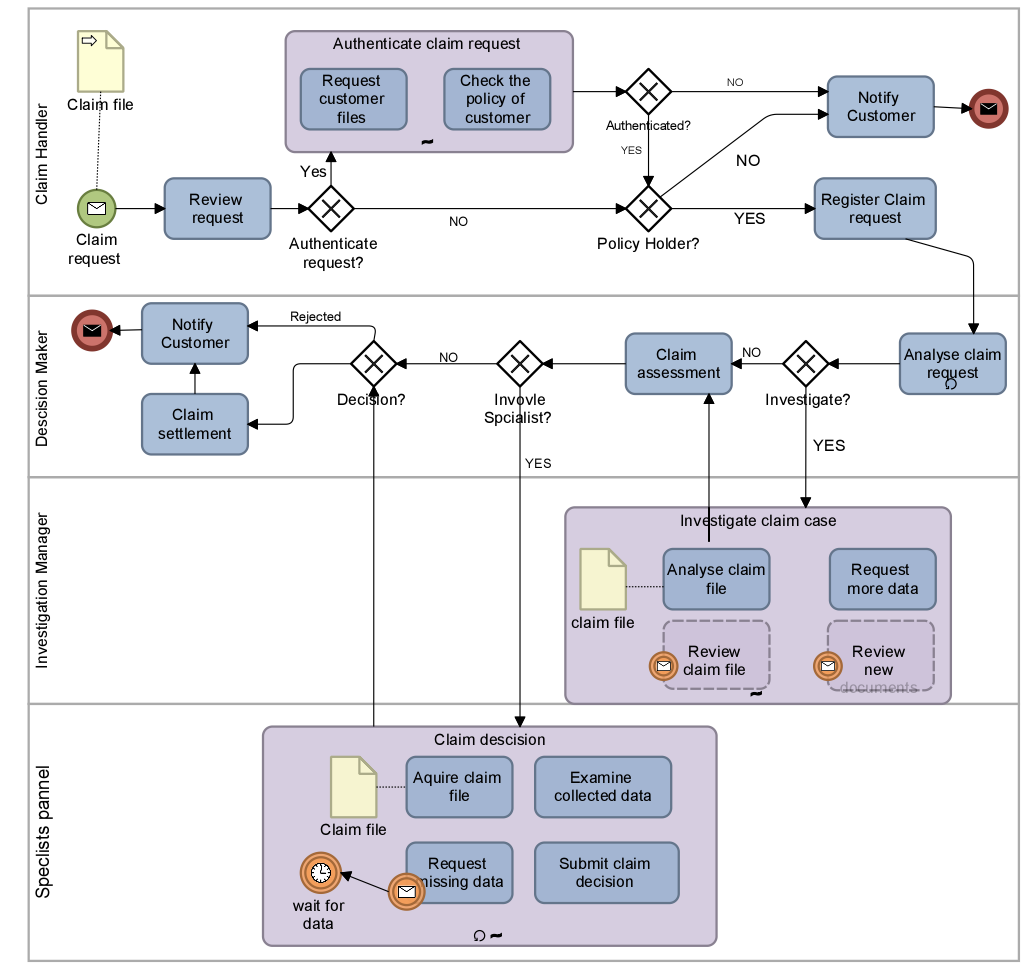 Claim Handler
Claim file
Claim
request
Review
request
Authenticate
request?
Yes
NO
Authenticate claim request
Request
customer
files
Check the
policy of
customer
Authenticated?
NO
YES
Policy Holder?
NO
YES
Notify
Customer
Register Claim
request
Descision Maker
Notify
Customer
Rejected
Claim
settlement
Decision?
NO
Invovle
Spcialist?
YES
Claim
assessment
NO
Investigate?
YES
Analyse claim
request
Investigation Manager
Investigate claim case
claim file
Analyse claim
file
Request
more data
Review
claim file
Review
new
documents
Speclists pannel
Claim descision
Claim file
Aquire claim
file
Examine
collected data
wait for
data
Request
missing data
Submit claim
decision